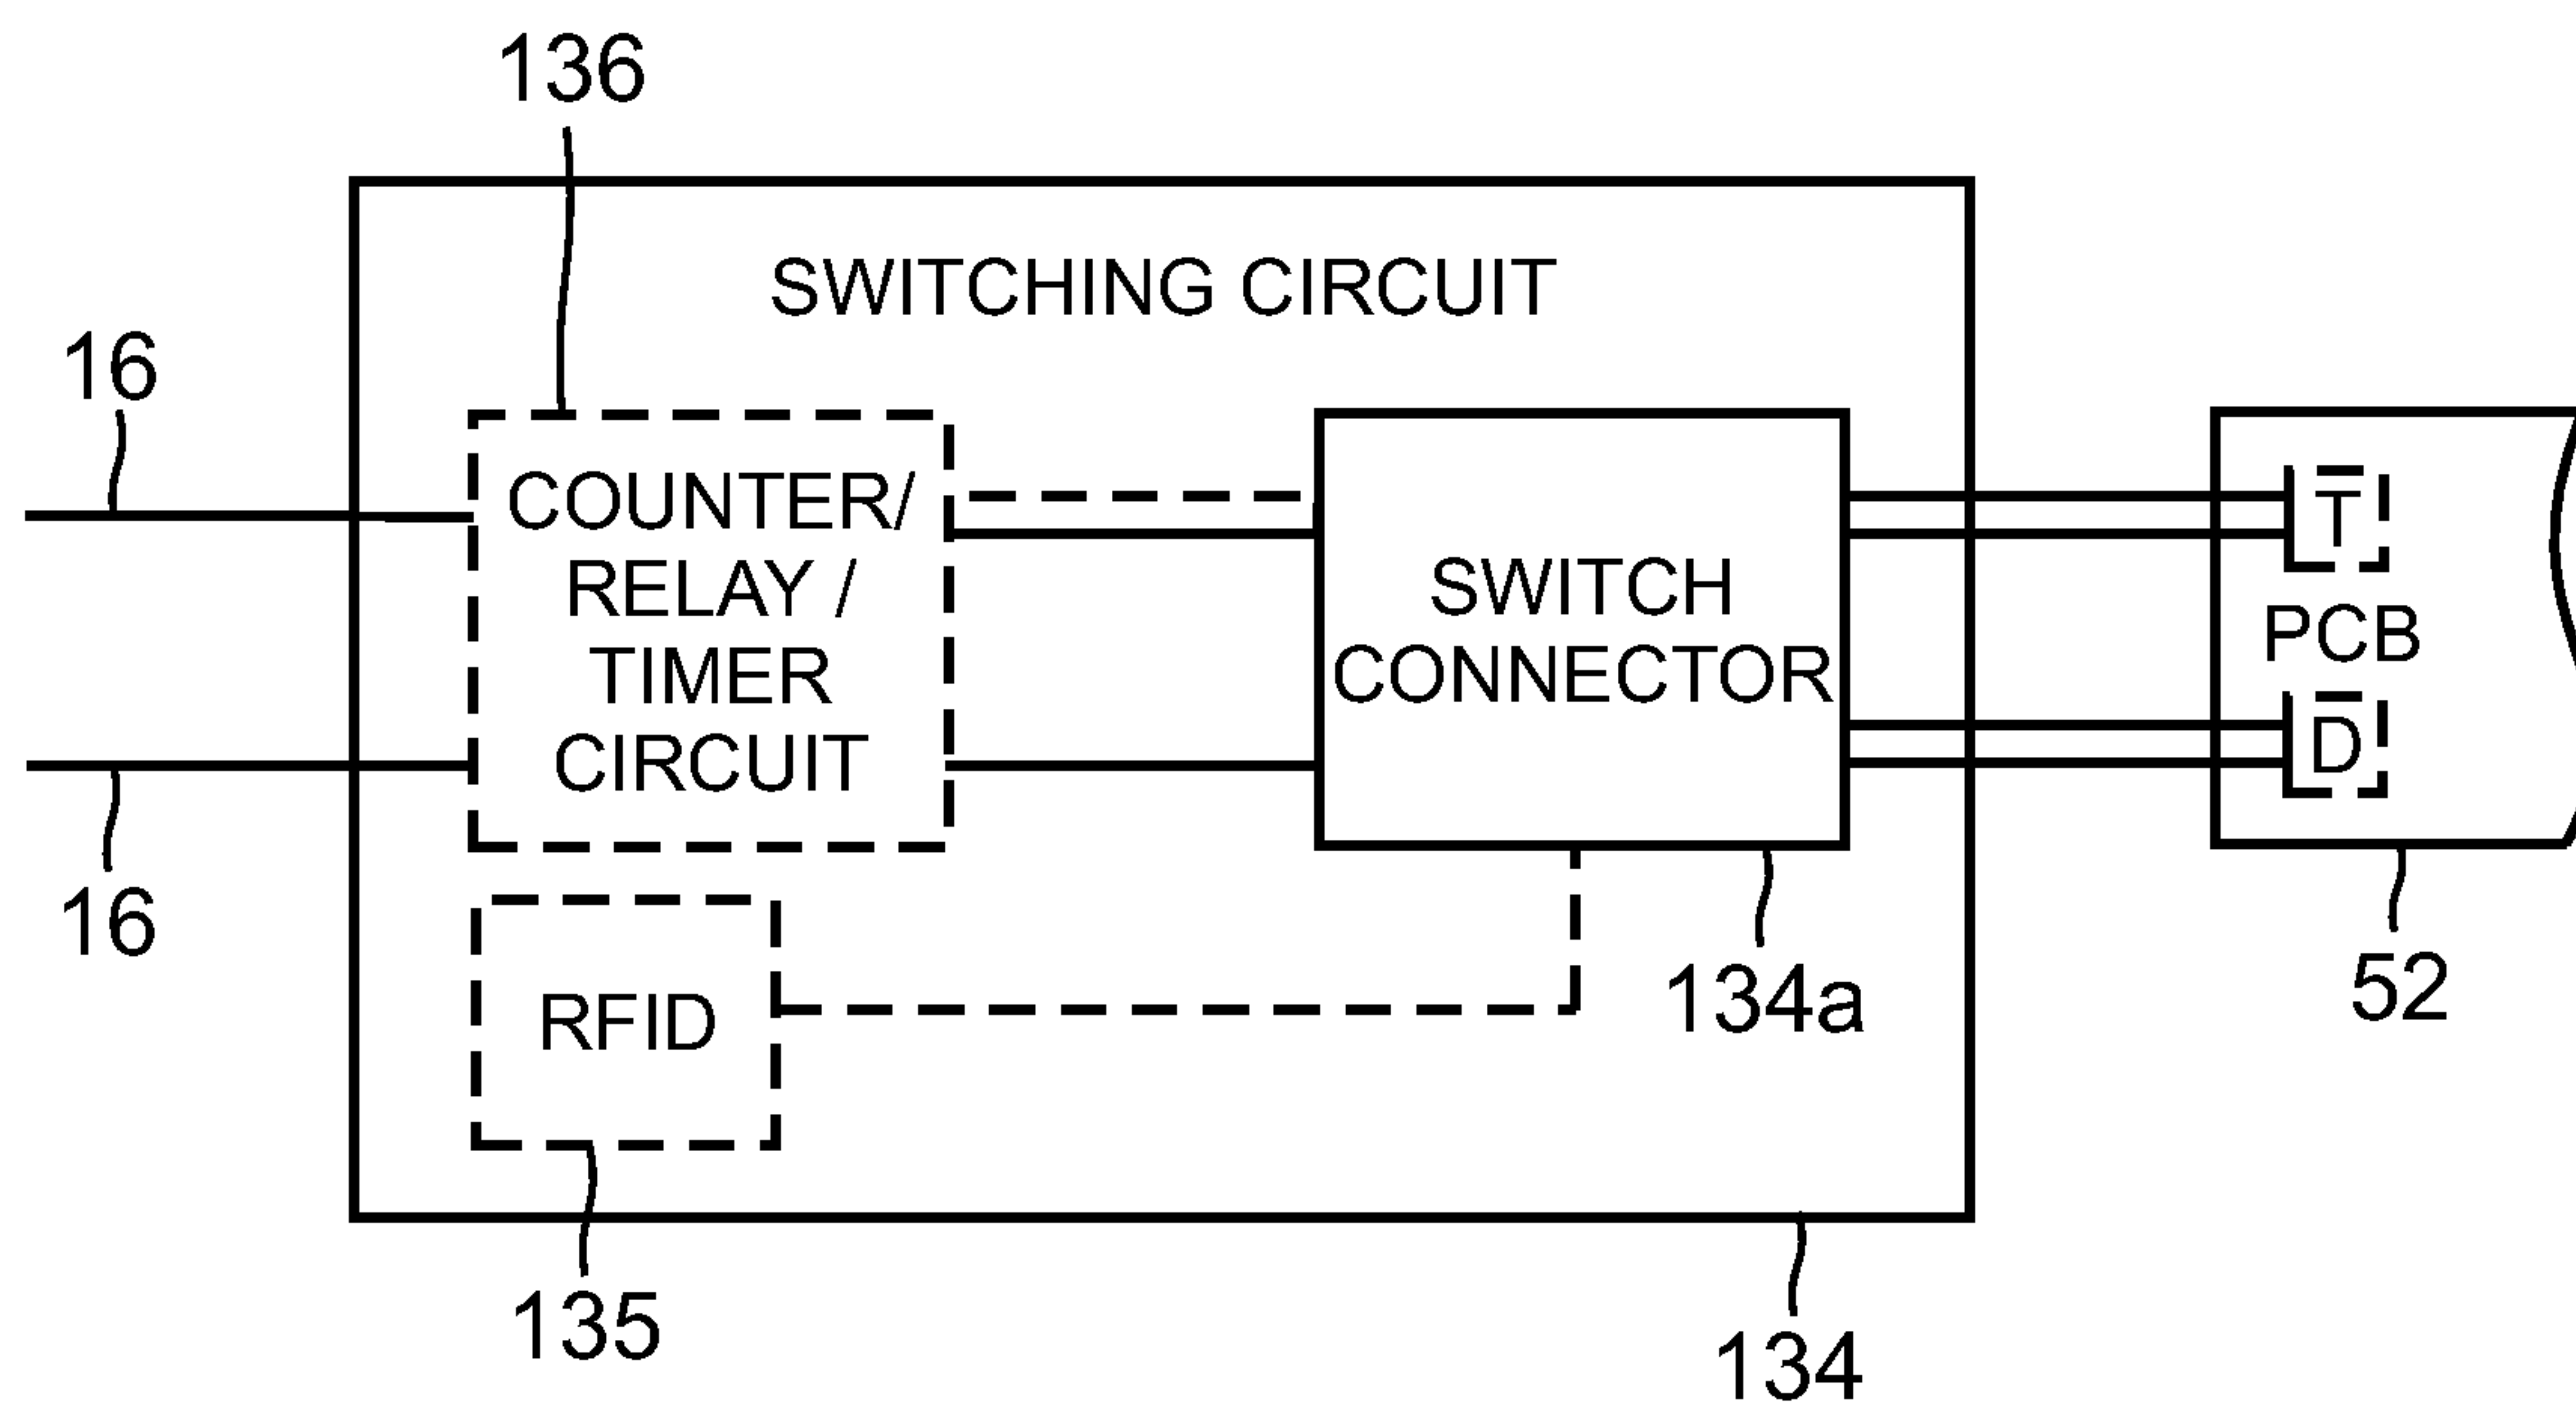 136
SWITCHING CIRCUIT
16
COUNTER/
RELAY /
TIMER
CIRCUIT
SWITCH
CONNECTOR
T
PCB
D
16
RFID
134a
52
135
134